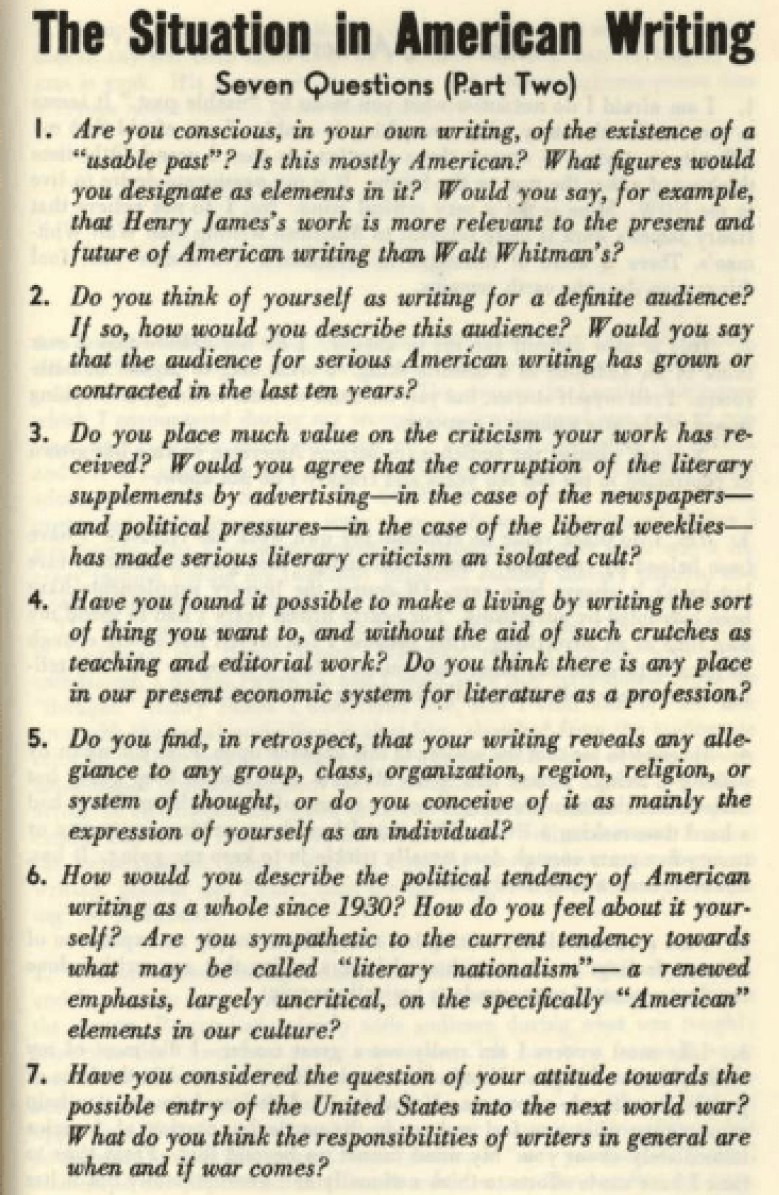 The Situation in American Writing
Seven Questions (Part Two)
1. Are you conscious, in your own writing, of the existence of a
"usable past"? Is this mostly American? What figures would
you designate as elements in it? Would you say, for example,
that Henry James's work is more relevant to the present and
future of American writing than Walt Whitman's?
2. Do you think of yourself as writing for a definite audience?
If so, how would you describe this audience? Would you say
that the audience for serious American writing has grown or
contracted in the last ten years?
3. Do you place much value on the criticism your work has re-
ceived? Would you agree that the corruption of the literary
supplements by advertising—in the case of the newspapers—
and political pressures—in the case of the liberal weeklies—
has made serious literary criticism an isolated cult?
4. Have you found it possible to make a living by writing the sort
of thing you want to, and without the aid of such crutches as
teaching and editorial work? Do you think there is any place
in our present economic system for literature as a profession?
5. Do you find, in retrospect, that your writing reveals any alle-
giance to any group, class, organization, region, religion, or
system of thought, or do you conceive of it as mainly the
expression of yourself as an individual?
6. How would you describe the political tendency of American
writing as a whole since 1930? How do you feel about it your-
self? Are you sympathetic to the current tendency towards
what may be called "literary nationalism"—a renewed
emphasis, largely uncritical, on the specifically "American"
elements in our culture?
7. Have you considered the question of your attitude towards the
possible entry of the United States into the next world war?
What do you think the responsibilities of writers in general are
when and if war comes?